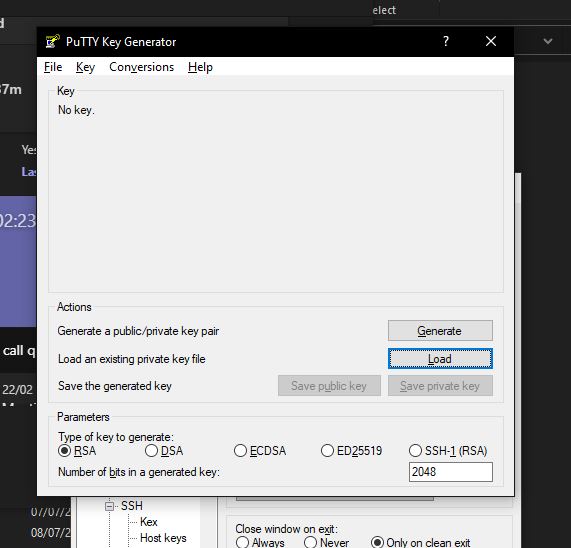 elect
PuTTY Key Generator
?
File Key Conversions Help
37m
Key
No key.
Yes
Las
02:23
Actions
Generate a public/private key pair
Generate
call q
Load an existing private key file
Load
22/02
Save the generated key
Save public key
Save private key
Parameters
Type of key to generate:
RSA
DSA
ECDSA
ED25519
SSH-1 (RSA)
Number of bits in a generated key:
2048
SSH
07/07/2
Kex
Close window on exit:
08/07/2
Host keys
Always
Never
Only on clean exit